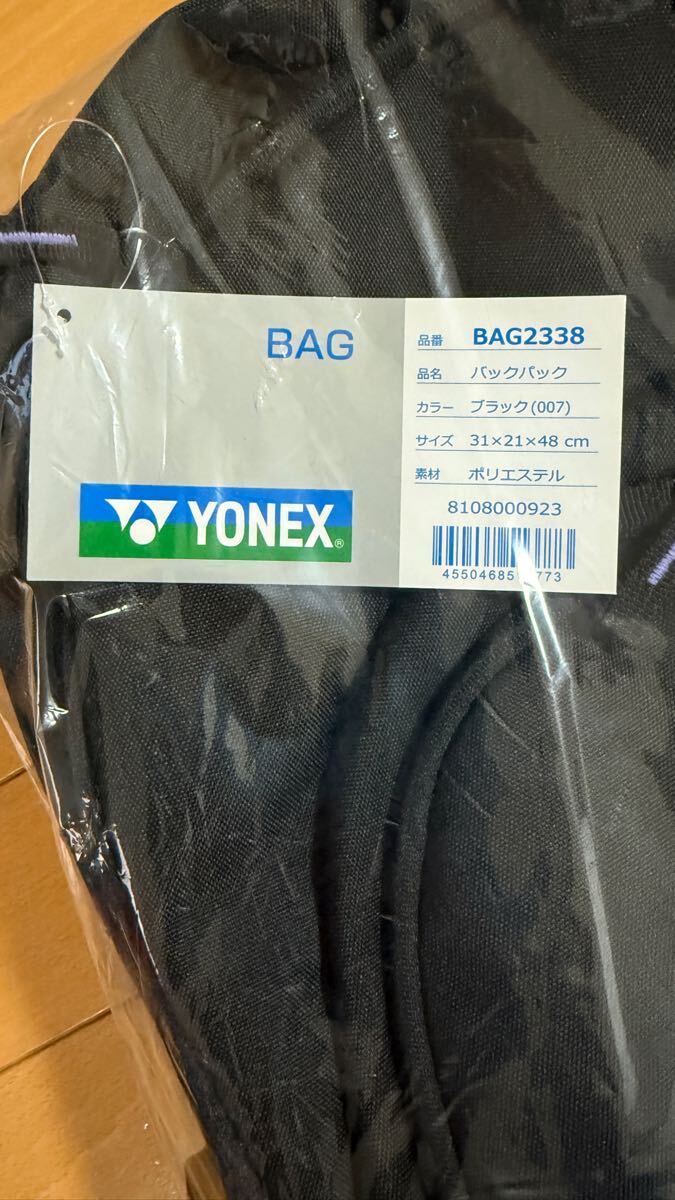 BAG
YONEX®
品番 BAG2338
品名 バックパック
カラー ブラック(007)
サイズ 31×21×48 cm
素材 ポリエステル
8108000923